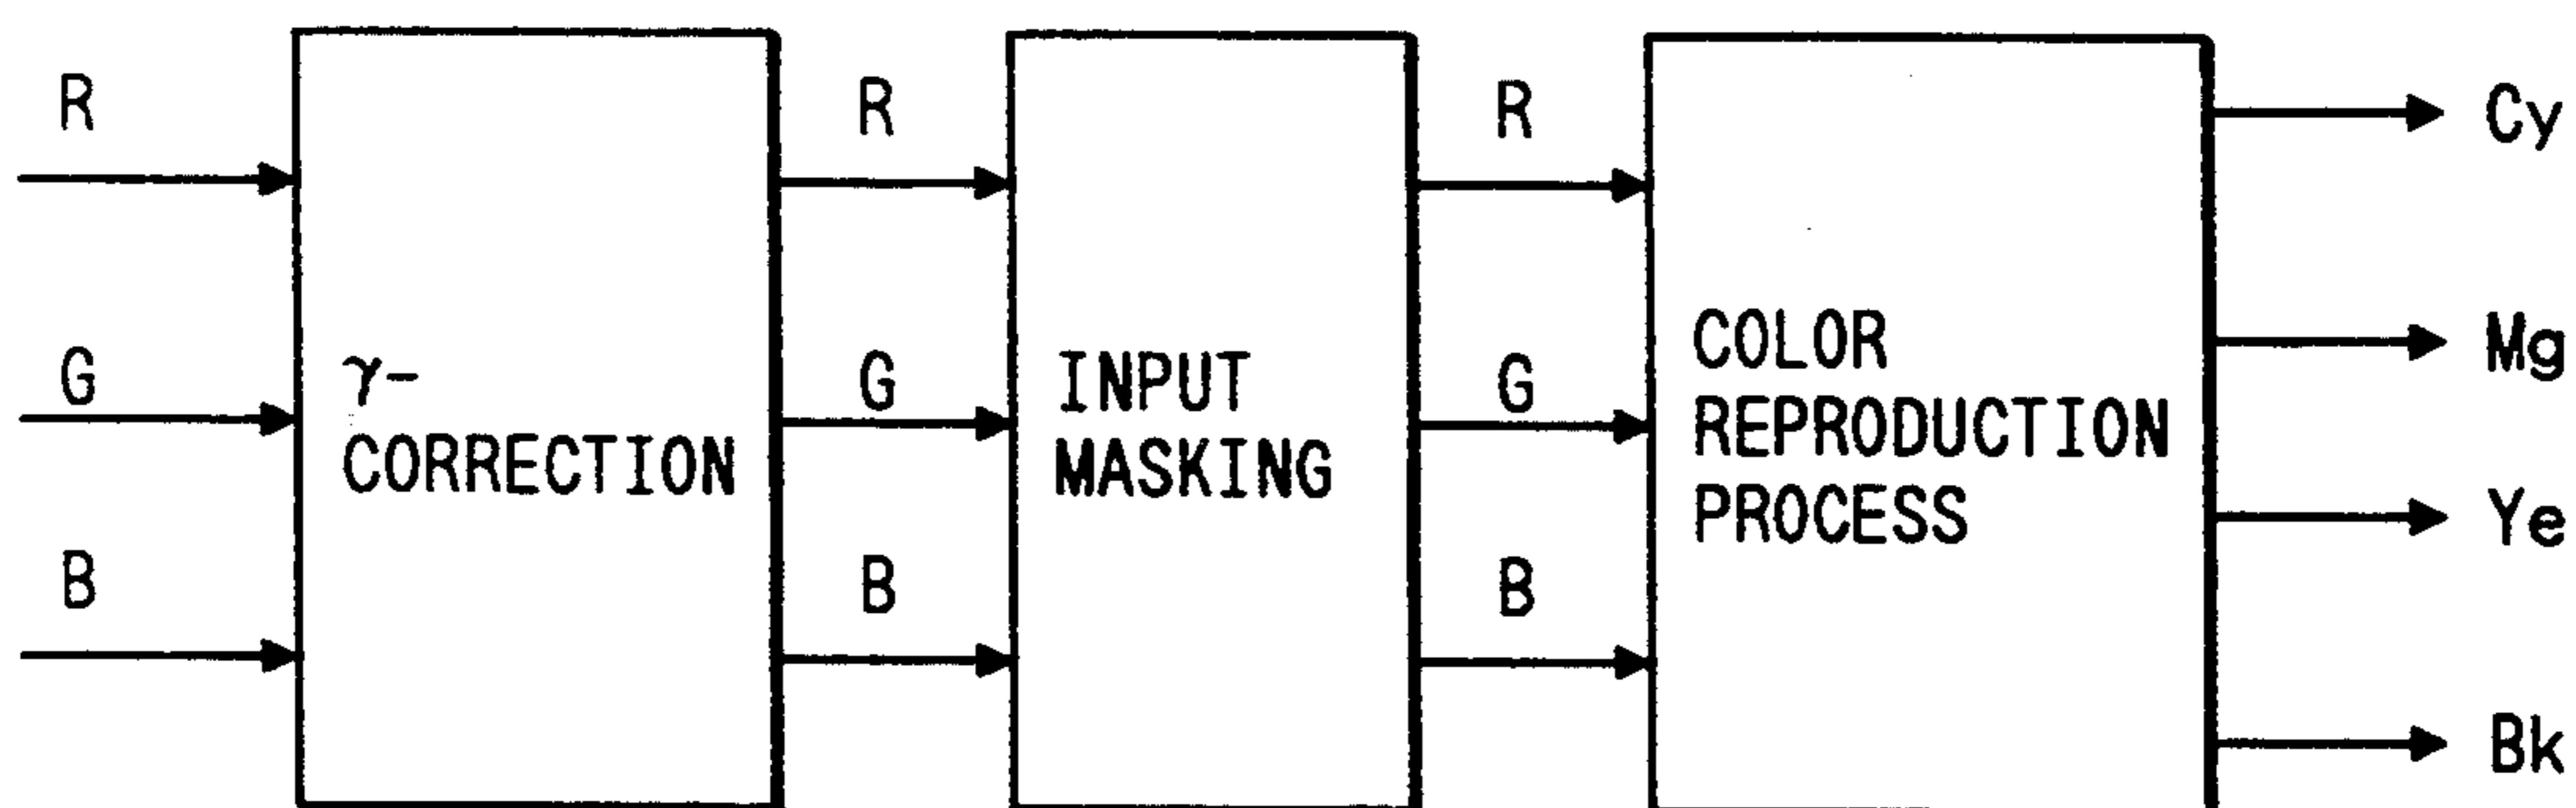 R
G
B
γ-
CORRECTION
R
G
B
INPUT
MASKING
R
G
B
COLOR
REPRODUCTION
PROCESS
Cy
Mg
Ye
Bk